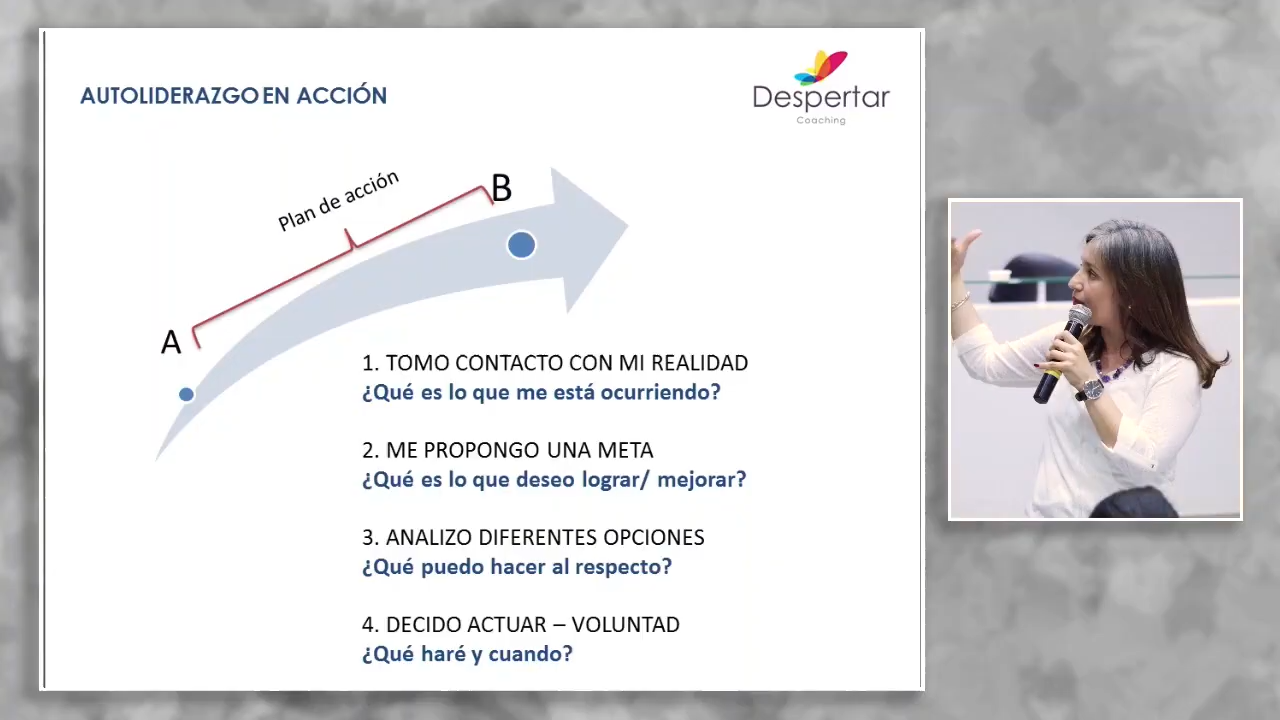 AUTOLIDERAZGO EN ACCIÓN
Despertar
Coaching
Plan de acción
B
A
1. TOMO CONTACTO CON MI REALIDAD
¿Qué es lo que me está ocurriendo?
2. ME PROPONGO UNA META
¿Qué es lo que deseo lograr/ mejorar?
3. ANALIZO DIFERENTES OPCIONES
¿Qué puedo hacer al respecto?
4. DECIDO ACTUAR – VOLUNTAD
¿Qué haré y cuando?